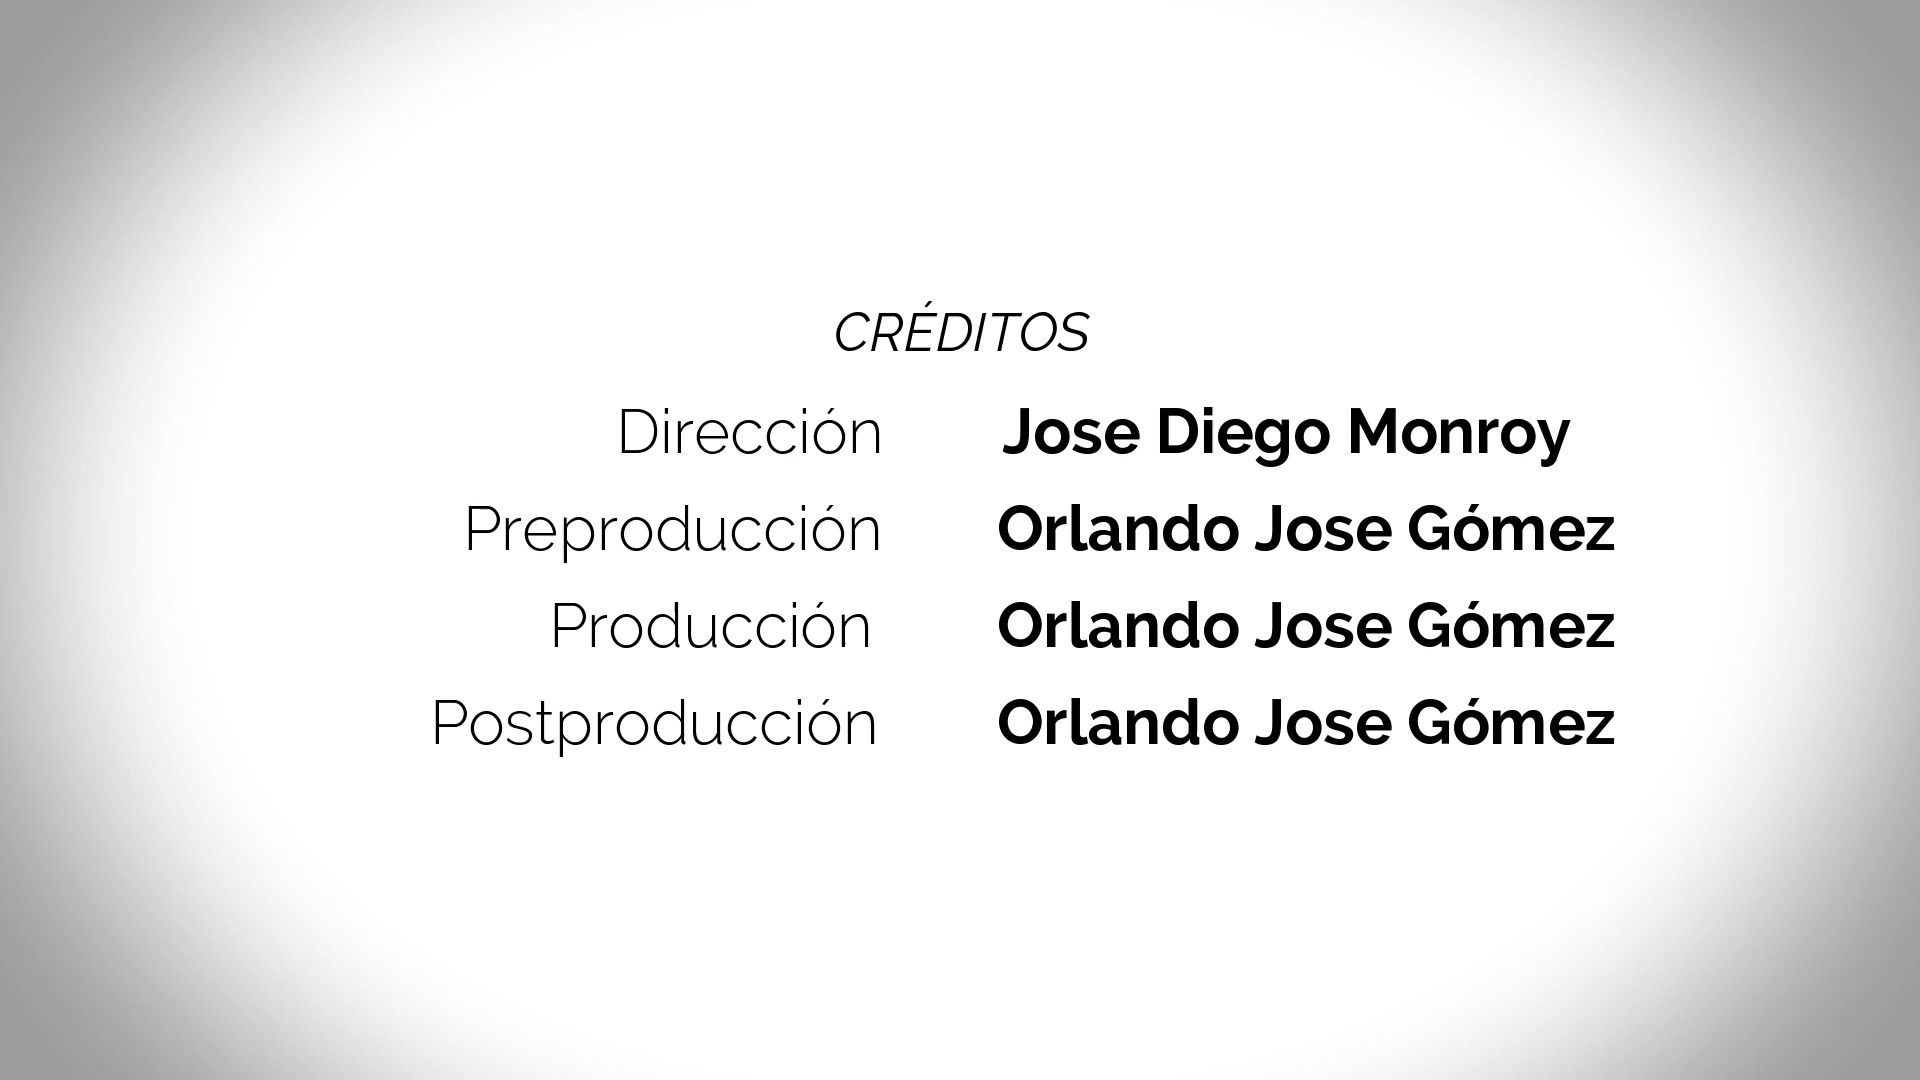 CRÉDITOS
Dirección Jose Diego Monroy
Preproducción Orlando Jose Gómez
Producción Orlando Jose Gómez
Postproducción Orlando Jose Gómez